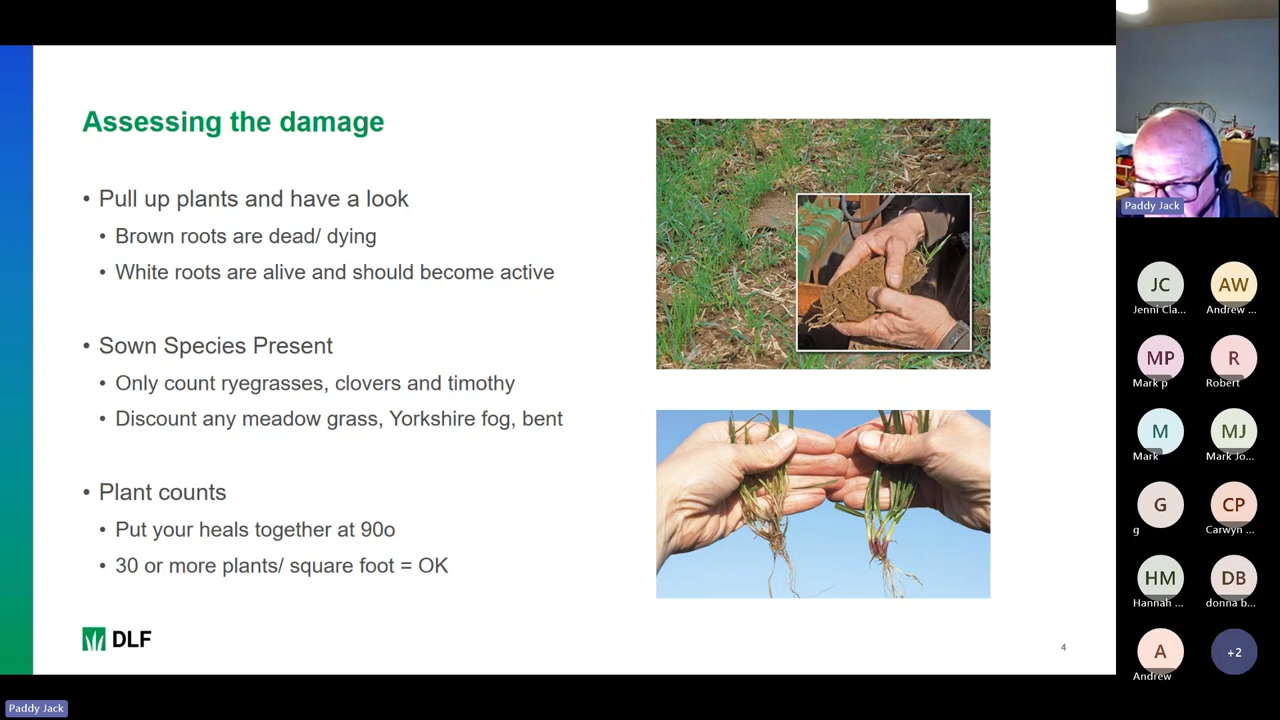 Assessing the damage
• Pull up plants and have a look
• Brown roots are dead/ dying
• White roots are alive and should become active
• Sown Species Present
• Only count ryegrasses, clovers and timothy
• Discount any meadow grass, Yorkshire fog, bent
• Plant counts
• Put your heals together at 90o
• 30 or more plants/ square foot = OK
DLF
4
Paddy Jack
Paddy Jack
JC
Jenni Cla...
AW
Andrew ...
MP
Mark p
R
Robert
M
Mark
MJ
Mark Jo...
G
g
CP
Carwyn ...
HM
Hannah ...
DB
donna b...
A
Andrew
+2